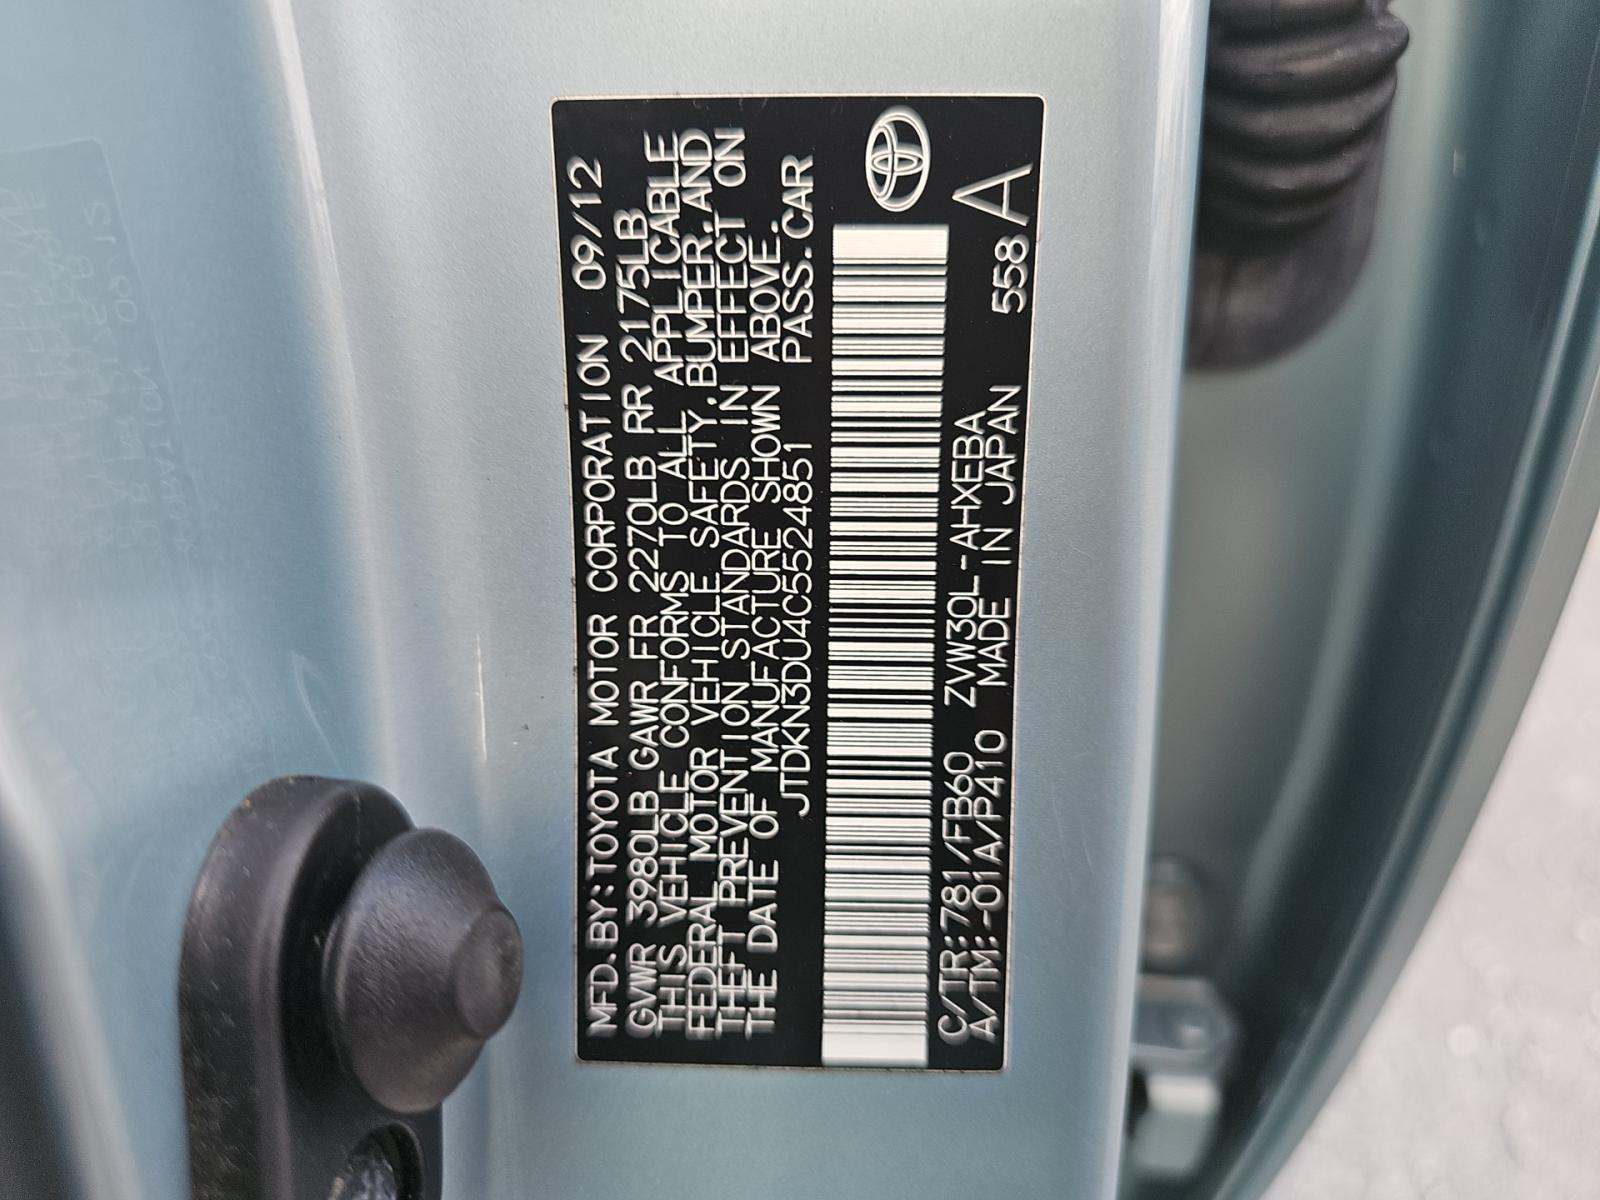 MFD.BY:TOYOTA MOTOR CORPORATION 09/12
GVWR 3980LB GAWR FR 2270LB RR 2175LB
THIS VEHICLE CONFORMS TO ALL APPLICABLE
FEDERAL MOTOR VEHICLE SAFETY, BUMPER, AND
THEFT PREVENTION STANDARDS IN EFFECT ON
THE DATE OF MANUFACTURE SHOWN ABOVE.
JTDKN3DU4C5524851 PASS.CAR
C/TR:781/FB60 ZVW30L-AHXEBA 558A
A/TM:-01A/P410 MADE IN JAPAN